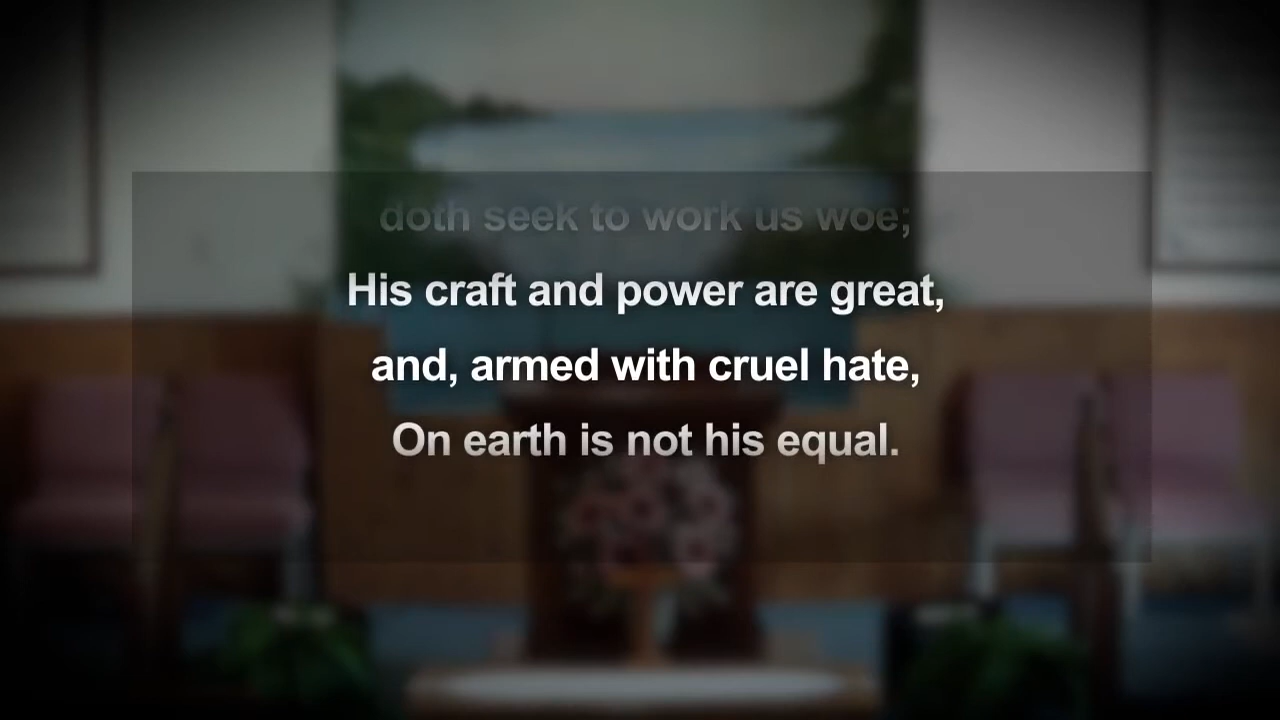 doth seek to work us woe;
His craft and power are great,
and, armed with cruel hate,
On earth is not his equal.